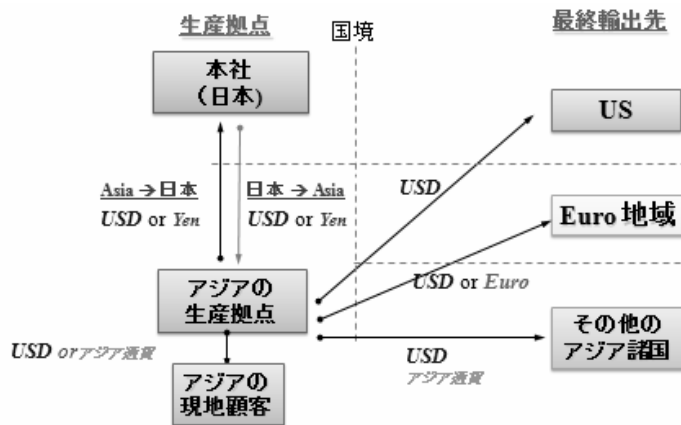 生産拠点
国境
最終輸出先
本社
（日本）
US
Asia → 日本
USD or Yen
日本 → Asia
USD or Yen
USD
Euro 地域
アジアの
生産拠点
USD or Euro
その他の
アジア諸国
USD or アジア通貨
USD
アジア通貨
アジアの
現地顧客